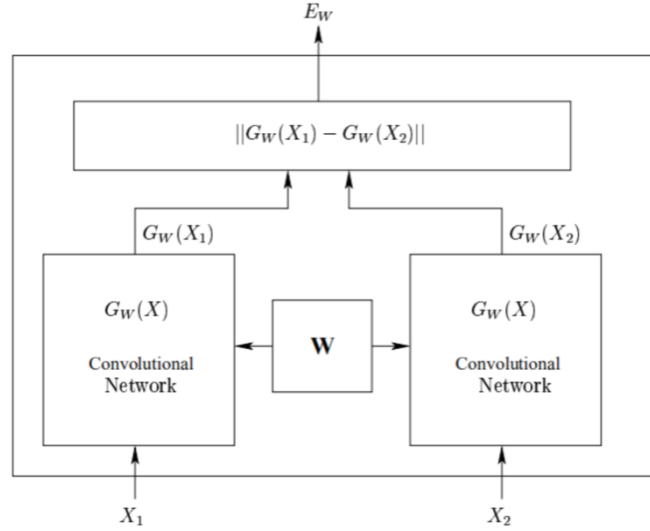 E_W
||G_W(X_1) − G_W(X_2)||
G_W(X_1)
G_W(X_2)
G_W(X)
Convolutional
Network
W
G_W(X)
Convolutional
Network
X_1
X_2